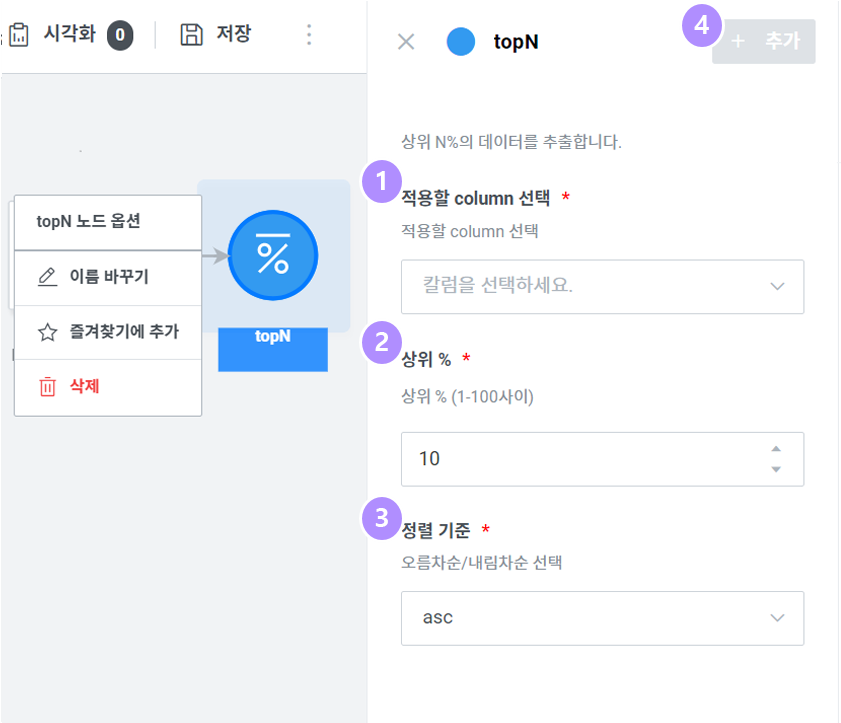 시각화 0
저장
topN
4
+ 추가
상위 N%의 데이터를 추출합니다.
1
적용할 column 선택 *
적용할 column 선택
칼럼을 선택하세요.
topN 노드 옵션
이름 바꾸기
즐겨찾기에 추가
삭제
%
topN
2
상위 % *
상위 % (1-100사이)
10
3
정렬 기준 *
오름차순/내림차순 선택
asc